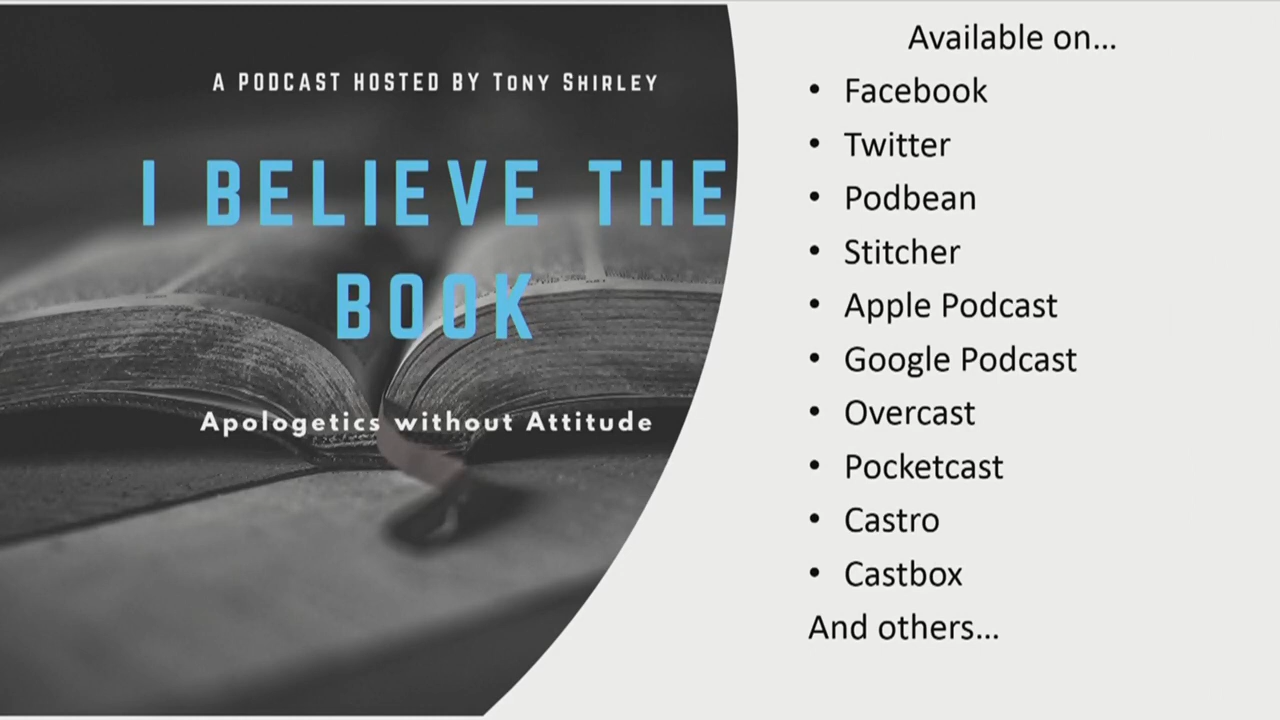 A PODCAST HOSTED BY TONY SHIRLEY
I BELIEVE THE
BOOK
Apologetics without Attitude
Available on...
• Facebook
• Twitter
• Podbean
• Stitcher
• Apple Podcast
• Google Podcast
• Overcast
• Pocketcast
• Castro
• Castbox
And others...